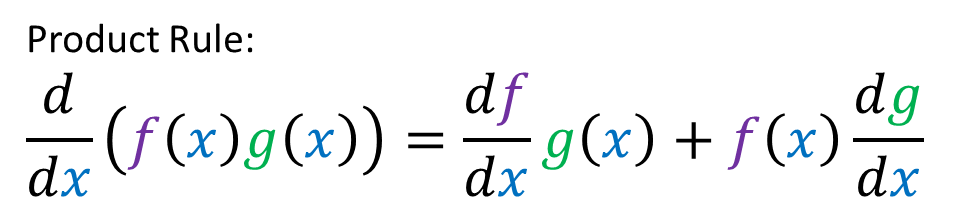 Product Rule:
d/dx (f(x)g(x)) = df/dx g(x) + f(x) dg/dx